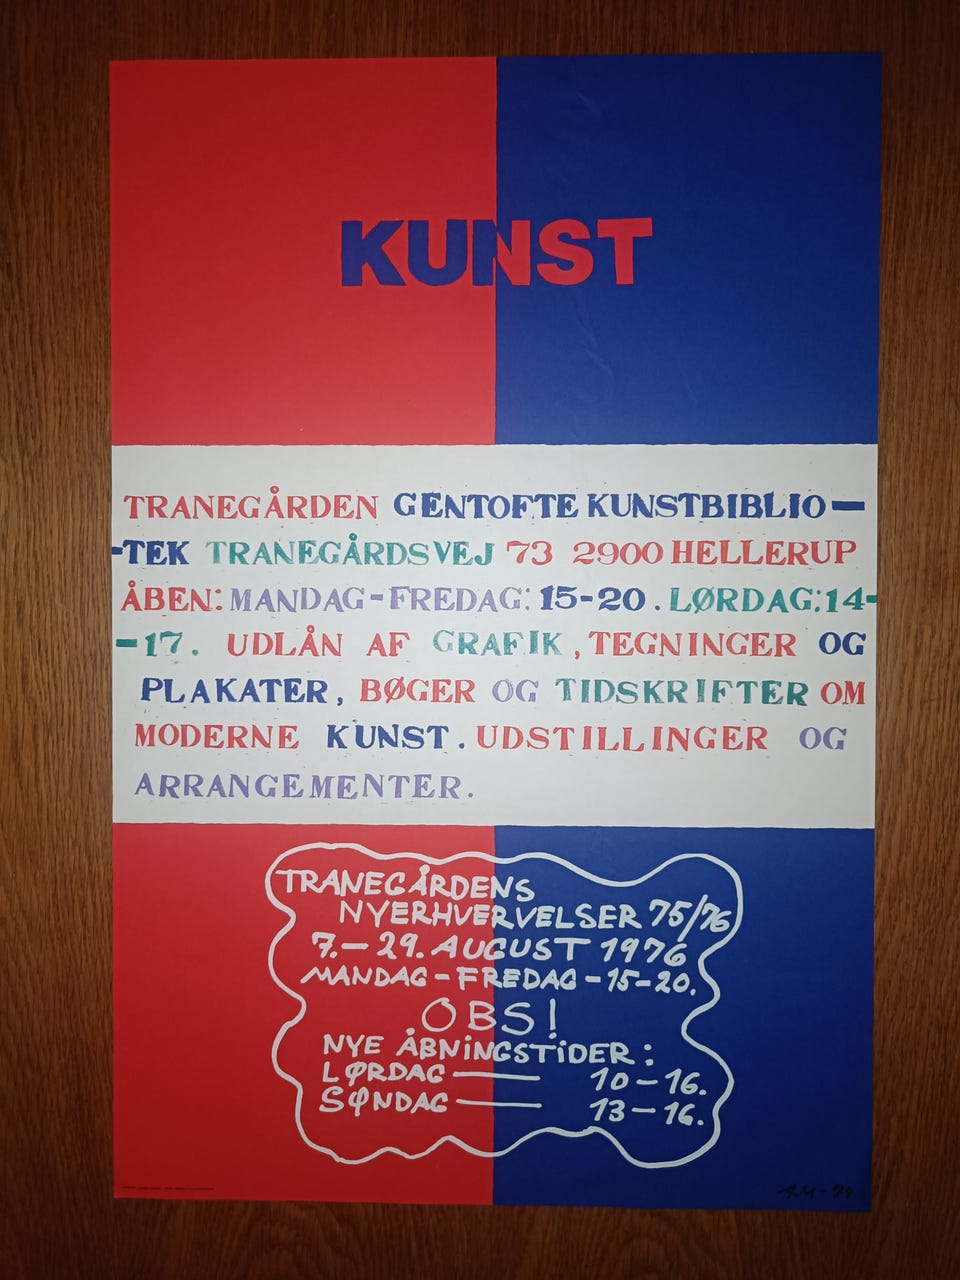 KUNST
TRANEGÅRDEN GENTOFTE KUNSTBIBLIO-
-TEK TRANEGÅRDSVEJ 73 2900 HELLERUP
ÅBEN: MANDAG-FREDAG: 15-20. LØRDAG: 14-
-17. UDLÅN AF GRAFIK, TEGNINGER OG
PLAKATER, BØGER OG TIDSKRIFTER OM
MODERNE KUNST. UDSTILLINGER OG
ARRANGEMENTER.
TRANEGÅRDENS
NYERHVERVELSER 75/76
7.-29. AUGUST 1976
MANDAG-FREDAG-15-20.
OBS!
NYE ÅBNINGSTIDER:
LØRDAG — 10-16.
SØNDAG — 13-16.